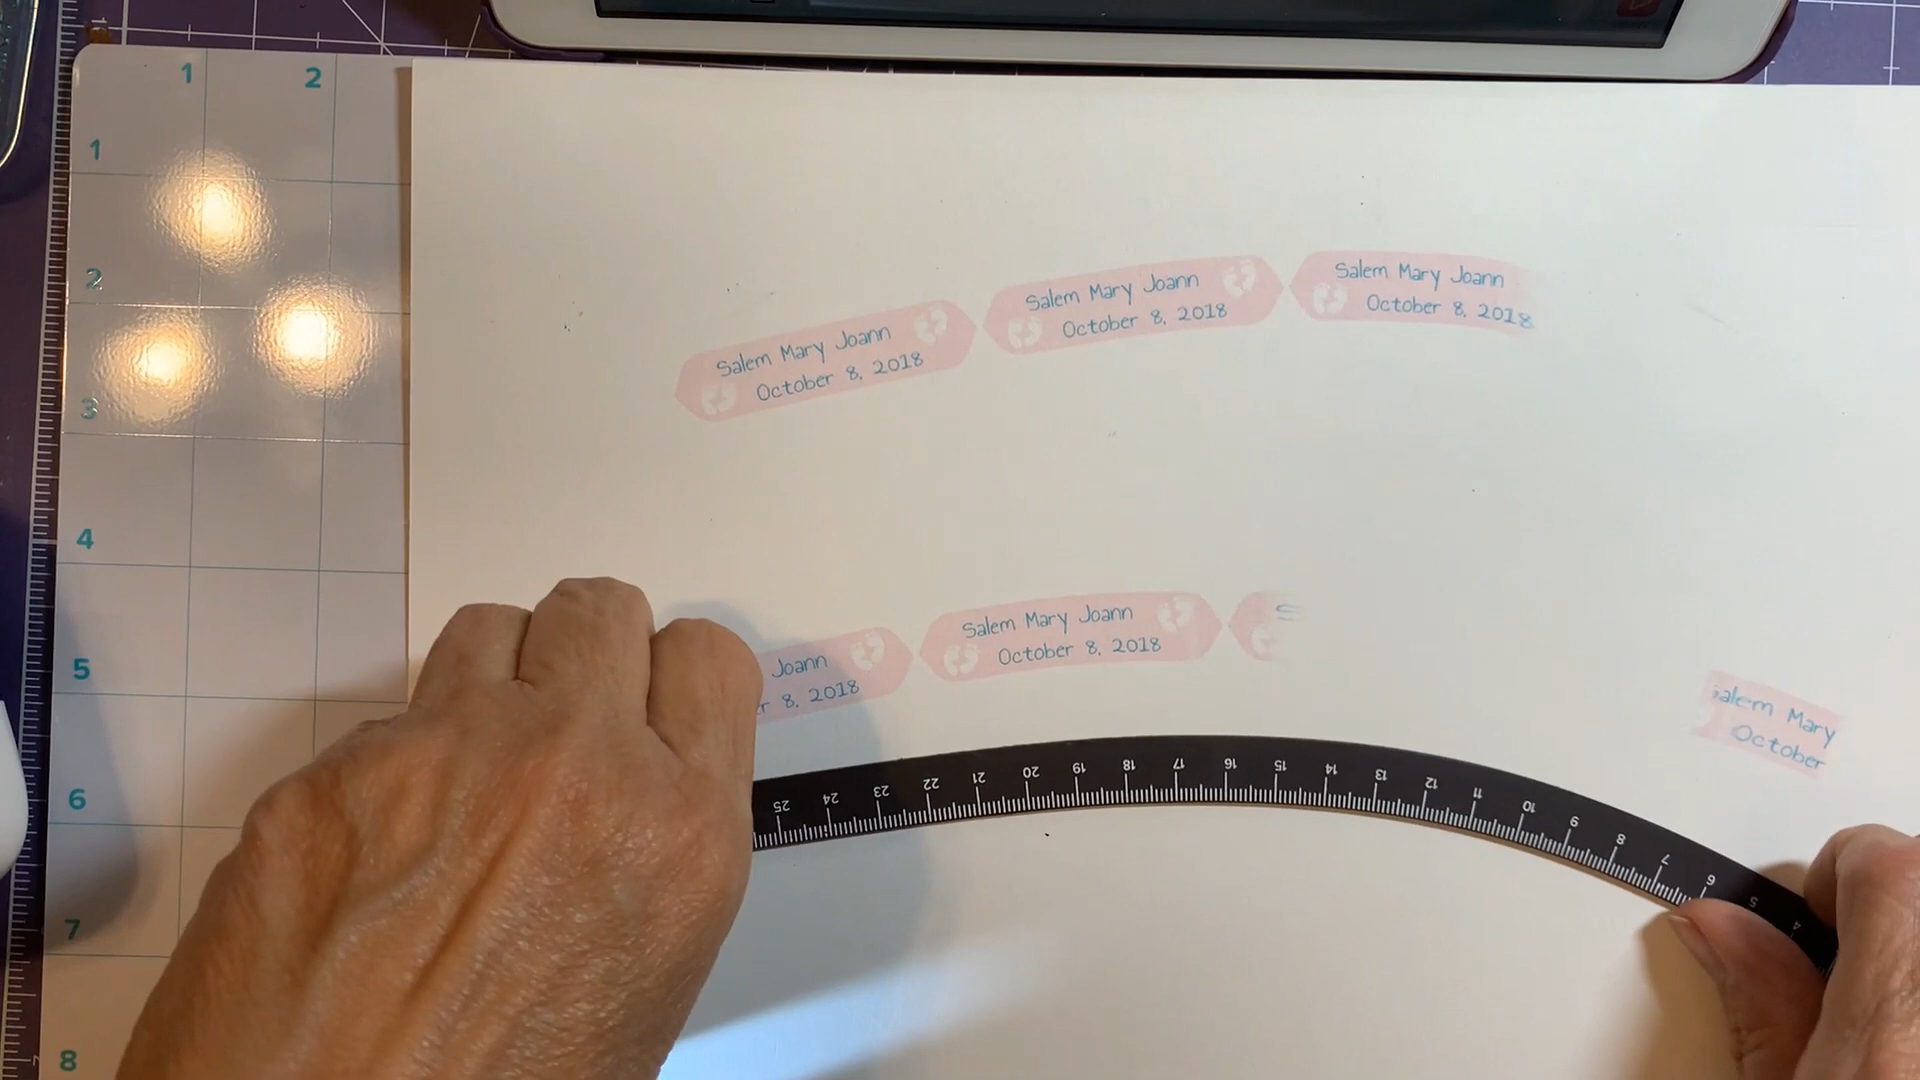 1 2
1
2
3
4
5
6
7
8
Salem Mary Joann
October 8, 2018
Salem Mary Joann
October 8, 2018
Salem Mary Joann
October 8, 2018
Joann
r 8, 2018
Salem Mary Joann
October 8, 2018
S
alem Mary
October
25 24 23 22 21 20 19 18 17 16 15 14 13 12 11 10 9 8 7 6 5 4